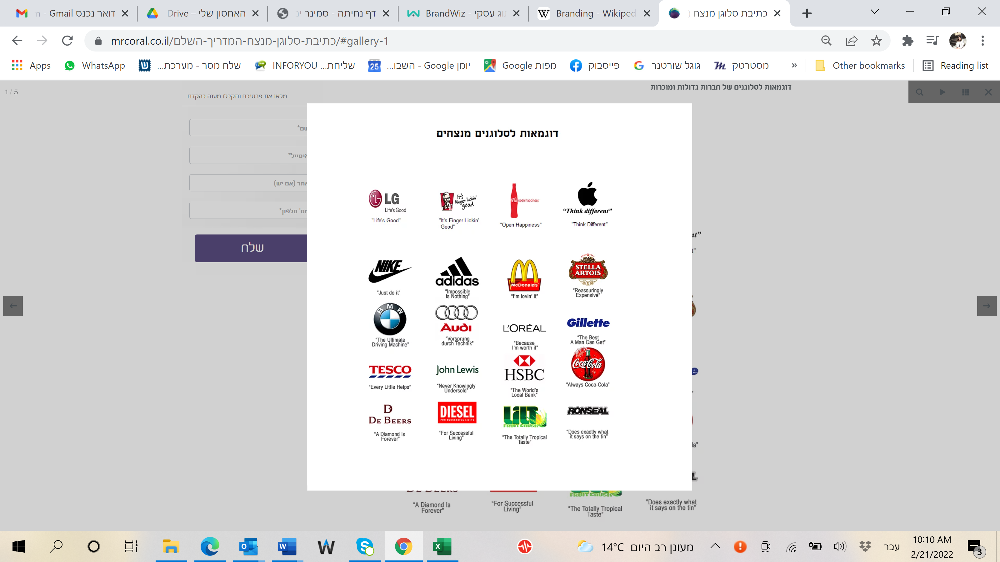 דואר נכנס - Gmail
האחסון שלי – Drive
דף נחיתה - סמינר
BrandWiz - עסקי
Branding - Wikiped
כתיבת סלוגן מנצח (
mrcoral.co.il/כתיבת-סלוגן-מנצח-המדריך-השלם/#gallery-1
Apps
WhatsApp
שלח מסר - מערכת...
INFORYOU שליחת...
יומן Google - השבו...
מפות Google
פייסבוק
גוגל שורטנר
מסטרטק
»
Other bookmarks
Reading list
1 / 5
דוגמאות לסלוגנים של חברות גדולות ומוכרות
מלאו את פרטיכם ותקבלו מענה בהקדם
שם*
אימייל*
אתר (אם יש)
מס' טלפון*
שלח
דוגמאות לסלוגנים מנצחים
LG
Life's Good
"Life's Good"
It's
finger lickin'
good
"It's Finger Lickin'
Good"
Coca-Cola open happiness
"Open Happiness"
“Think different”
"Think Different"
NIKE
“Just do it”
adidas
“Impossible
is Nothing”
McDonald's
“I'm lovin' it”
STELLA
ARTOIS
“Reassuringly
Expensive”
BMW
“The Ultimate
Driving Machine”
Audi
“Vorsprung
durch Technik”
L'ORÉAL
“Because
I'm worth it”
Gillette
“The Best
A Man Can Get”
TESCO
“Every Little Helps”
John Lewis
“Never Knowingly
Undersold”
HSBC
“The World's
Local Bank”
Coca-Cola
“Always Coca-Cola”
D
DE BEERS
“A Diamond Is
Forever”
DIESEL
FOR SUCCESSFUL LIVING
“For Successful
Living”
LILT
FRUIT CRUSH
“The Totally Tropical
Taste”
RONSEAL
“Does exactly what
it says on the tin”
FRUIT CRUSH
“A Diamond Is
Forever”
“For Successful
Living”
“The Totally Tropical
Taste”
“Does exactly what
it says on the tin”
14°C מעונן רב היום
עבר
10:10 AM
2/21/2022
3